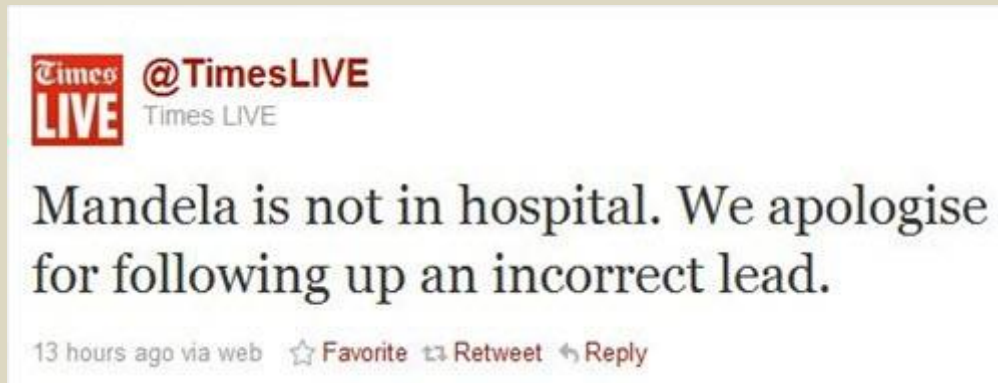 Times
LIVE
@TimesLIVE
Times LIVE
Mandela is not in hospital. We apologise
for following up an incorrect lead.
13 hours ago via web Favorite Retweet Reply